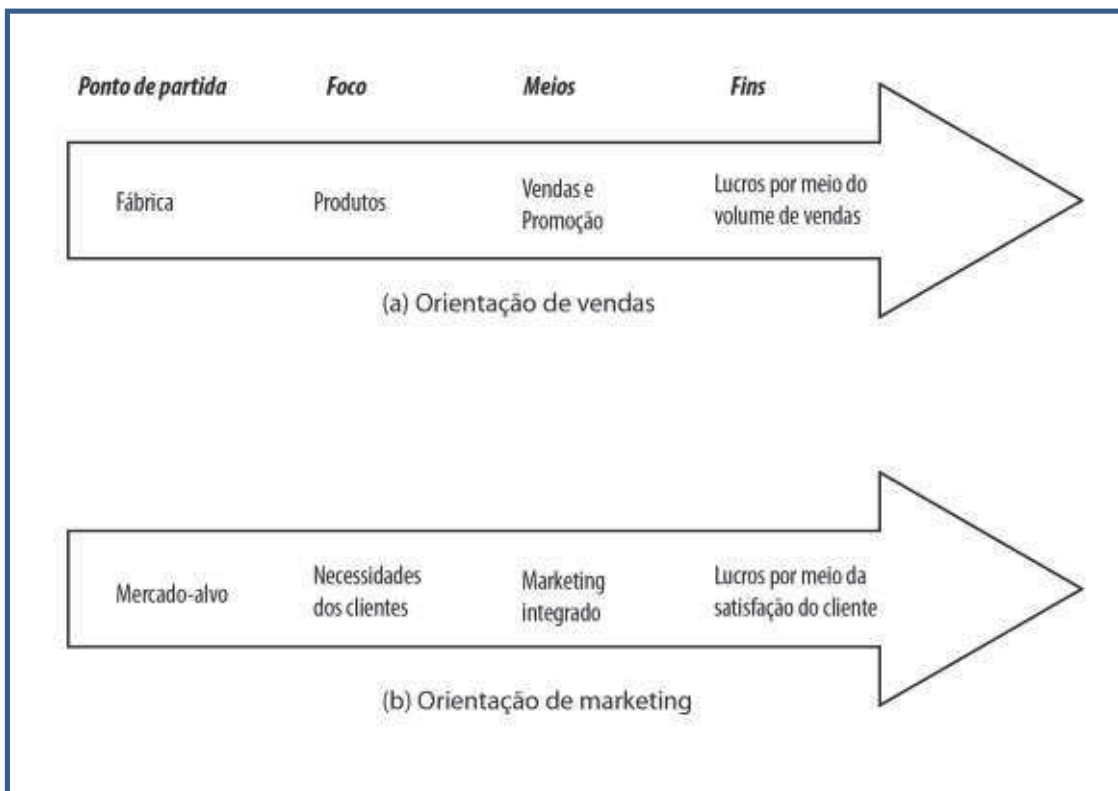 Ponto de partida Foco Meios Fins
Fábrica
Produtos
Vendas e
Promoção
Lucros por meio do
volume de vendas
(a) Orientação de vendas
Mercado-alvo
Necessidades
dos clientes
Marketing
integrado
Lucros por meio da
satisfação do cliente
(b) Orientação de marketing